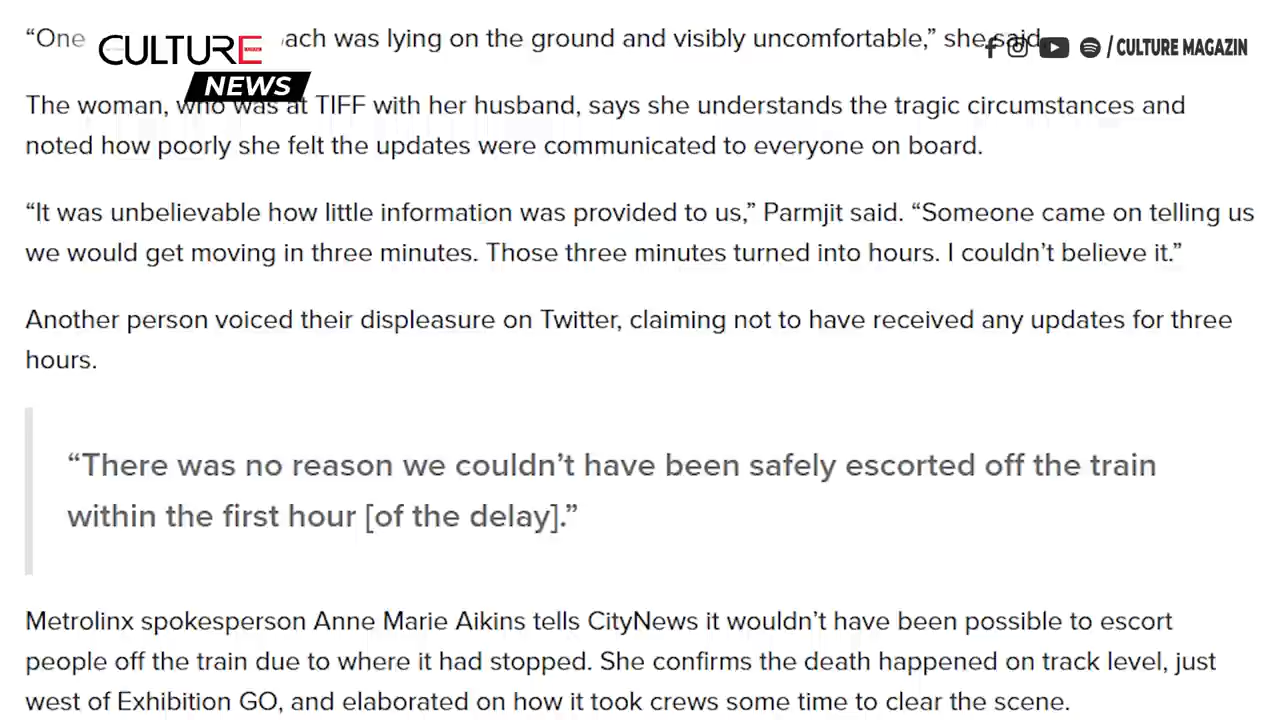 “One ach was lying on the ground and visibly uncomfortable,” she said.
CULTURE
NEWS
/ CULTURE MAGAZIN
The woman, who was at TIFF with her husband, says she understands the tragic circumstances and
noted how poorly she felt the updates were communicated to everyone on board.
“It was unbelievable how little information was provided to us,” Parmjit said. “Someone came on telling us
we would get moving in three minutes. Those three minutes turned into hours. I couldn’t believe it.”
Another person voiced their displeasure on Twitter, claiming not to have received any updates for three
hours.
“There was no reason we couldn’t have been safely escorted off the train
within the first hour [of the delay].”
Metrolinx spokesperson Anne Marie Aikins tells CityNews it wouldn’t have been possible to escort
people off the train due to where it had stopped. She confirms the death happened on track level, just
west of Exhibition GO, and elaborated on how it took crews some time to clear the scene.